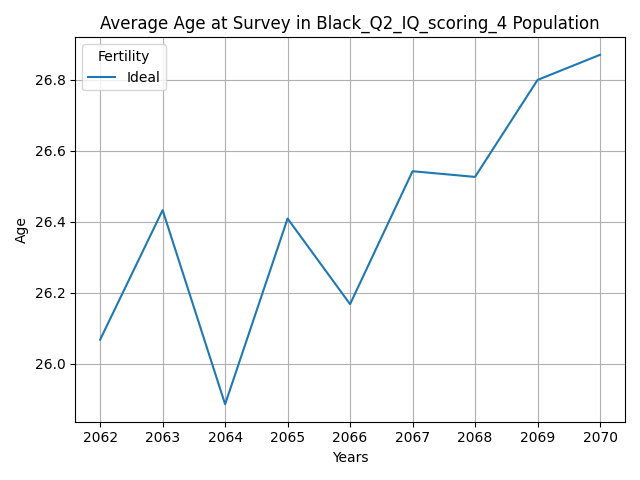 Average Age at Survey in Black_Q2_IQ_scoring_4 Population
Fertility
Ideal
26.8
26.6
26.4
26.2
26.0
Age
2062 2063 2064 2065 2066 2067 2068 2069 2070
Years